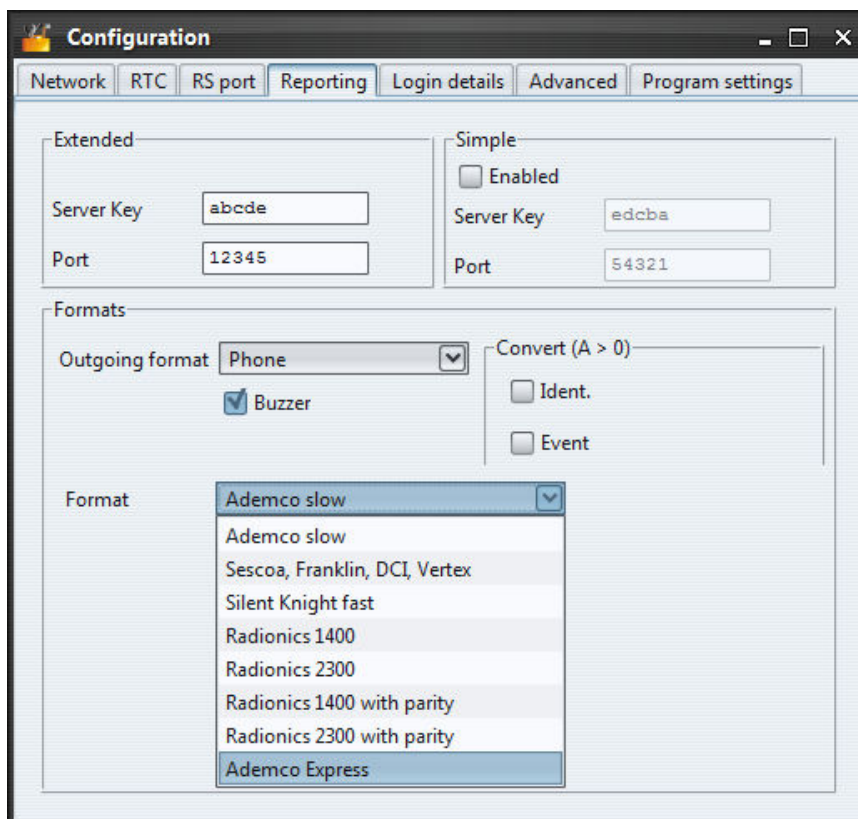 Configuration
Network RTC RS port Reporting Login details Advanced Program settings
Extended
Server Key abcde
Port 12345
Simple
Enabled
Server Key edcba
Port 54321
Formats
Outgoing format Phone
Buzzer
Convert (A > 0)
Ident.
Event
Format Ademco slow
Ademco slow
Sescoa, Franklin, DCI, Vertex
Silent Knight fast
Radionics 1400
Radionics 2300
Radionics 1400 with parity
Radionics 2300 with parity
Ademco Express